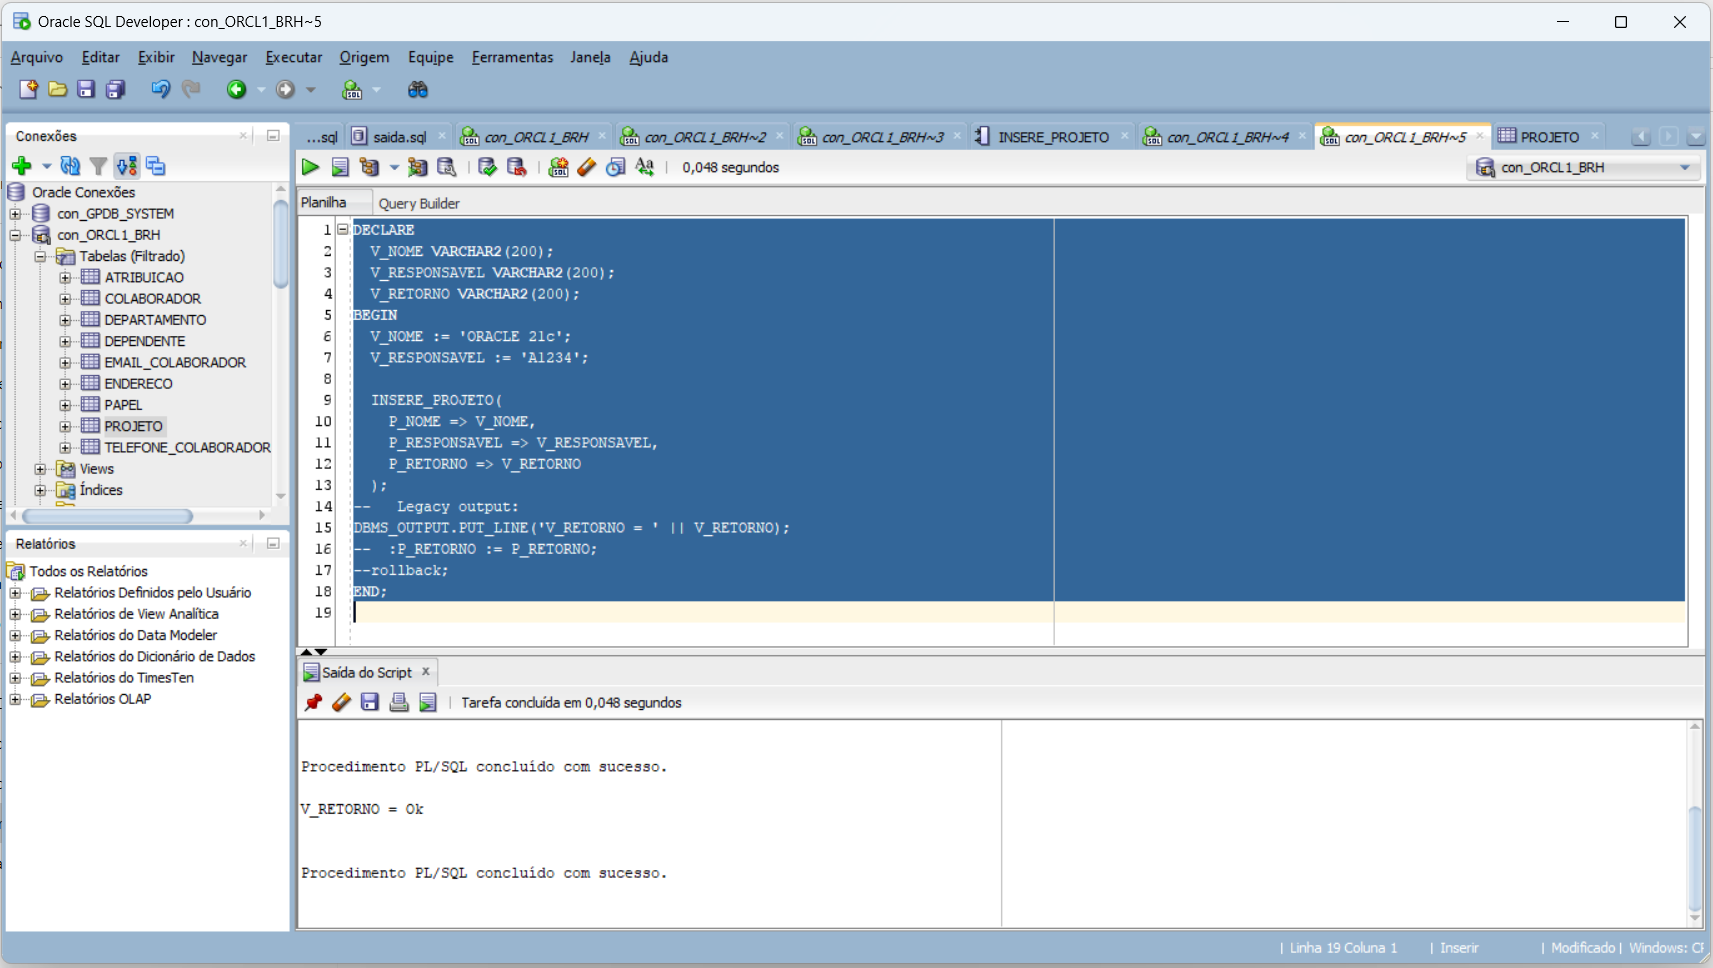 Oracle SQL Developer : con_ORCL1_BRH~5
Arquivo Editar Exibir Navegar Executar Origem Equipe Ferramentas Janela Ajuda
Conexões
Oracle Conexões
con_GPDB_SYSTEM
con_ORCL1_BRH
Tabelas (Filtrado)
ATRIBUICAO
COLABORADOR
DEPARTAMENTO
DEPENDENTE
EMAIL_COLABORADOR
ENDERECO
PAPEL
PROJETO
TELEFONE_COLABORADOR
Views
Índices
Relatórios
Todos os Relatórios
Relatórios Definidos pelo Usuário
Relatórios de View Analítica
Relatórios do Data Modeler
Relatórios do Dicionário de Dados
Relatórios do TimesTen
Relatórios OLAP
...sql saida.sql con_ORCL1_BRH con_ORCL1_BRH~2 con_ORCL1_BRH~3 INSERE_PROJETO con_ORCL1_BRH~4 con_ORCL1_BRH~5 PROJETO
0,048 segundos con_ORCL1_BRH
Planilha Query Builder
1 DECLARE
2 V_NOME VARCHAR2(200);
3 V_RESPONSAVEL VARCHAR2(200);
4 V_RETORNO VARCHAR2(200);
5 BEGIN
6 V_NOME := 'ORACLE 21c';
7 V_RESPONSAVEL := 'A1234';
8
9 INSERE_PROJETO(
10 P_NOME => V_NOME,
11 P_RESPONSAVEL => V_RESPONSAVEL,
12 P_RETORNO => V_RETORNO
13 );
14 -- Legacy output:
15 DBMS_OUTPUT.PUT_LINE('V_RETORNO = ' || V_RETORNO);
16 -- :P_RETORNO := P_RETORNO;
17 --rollback;
18 END;
19
Saída do Script
Tarefa concluída em 0,048 segundos
Procedimento PL/SQL concluído com sucesso.
V_RETORNO = Ok
Procedimento PL/SQL concluído com sucesso.
| Linha 19 Coluna 1 | Inserir | Modificado | Windows: CF